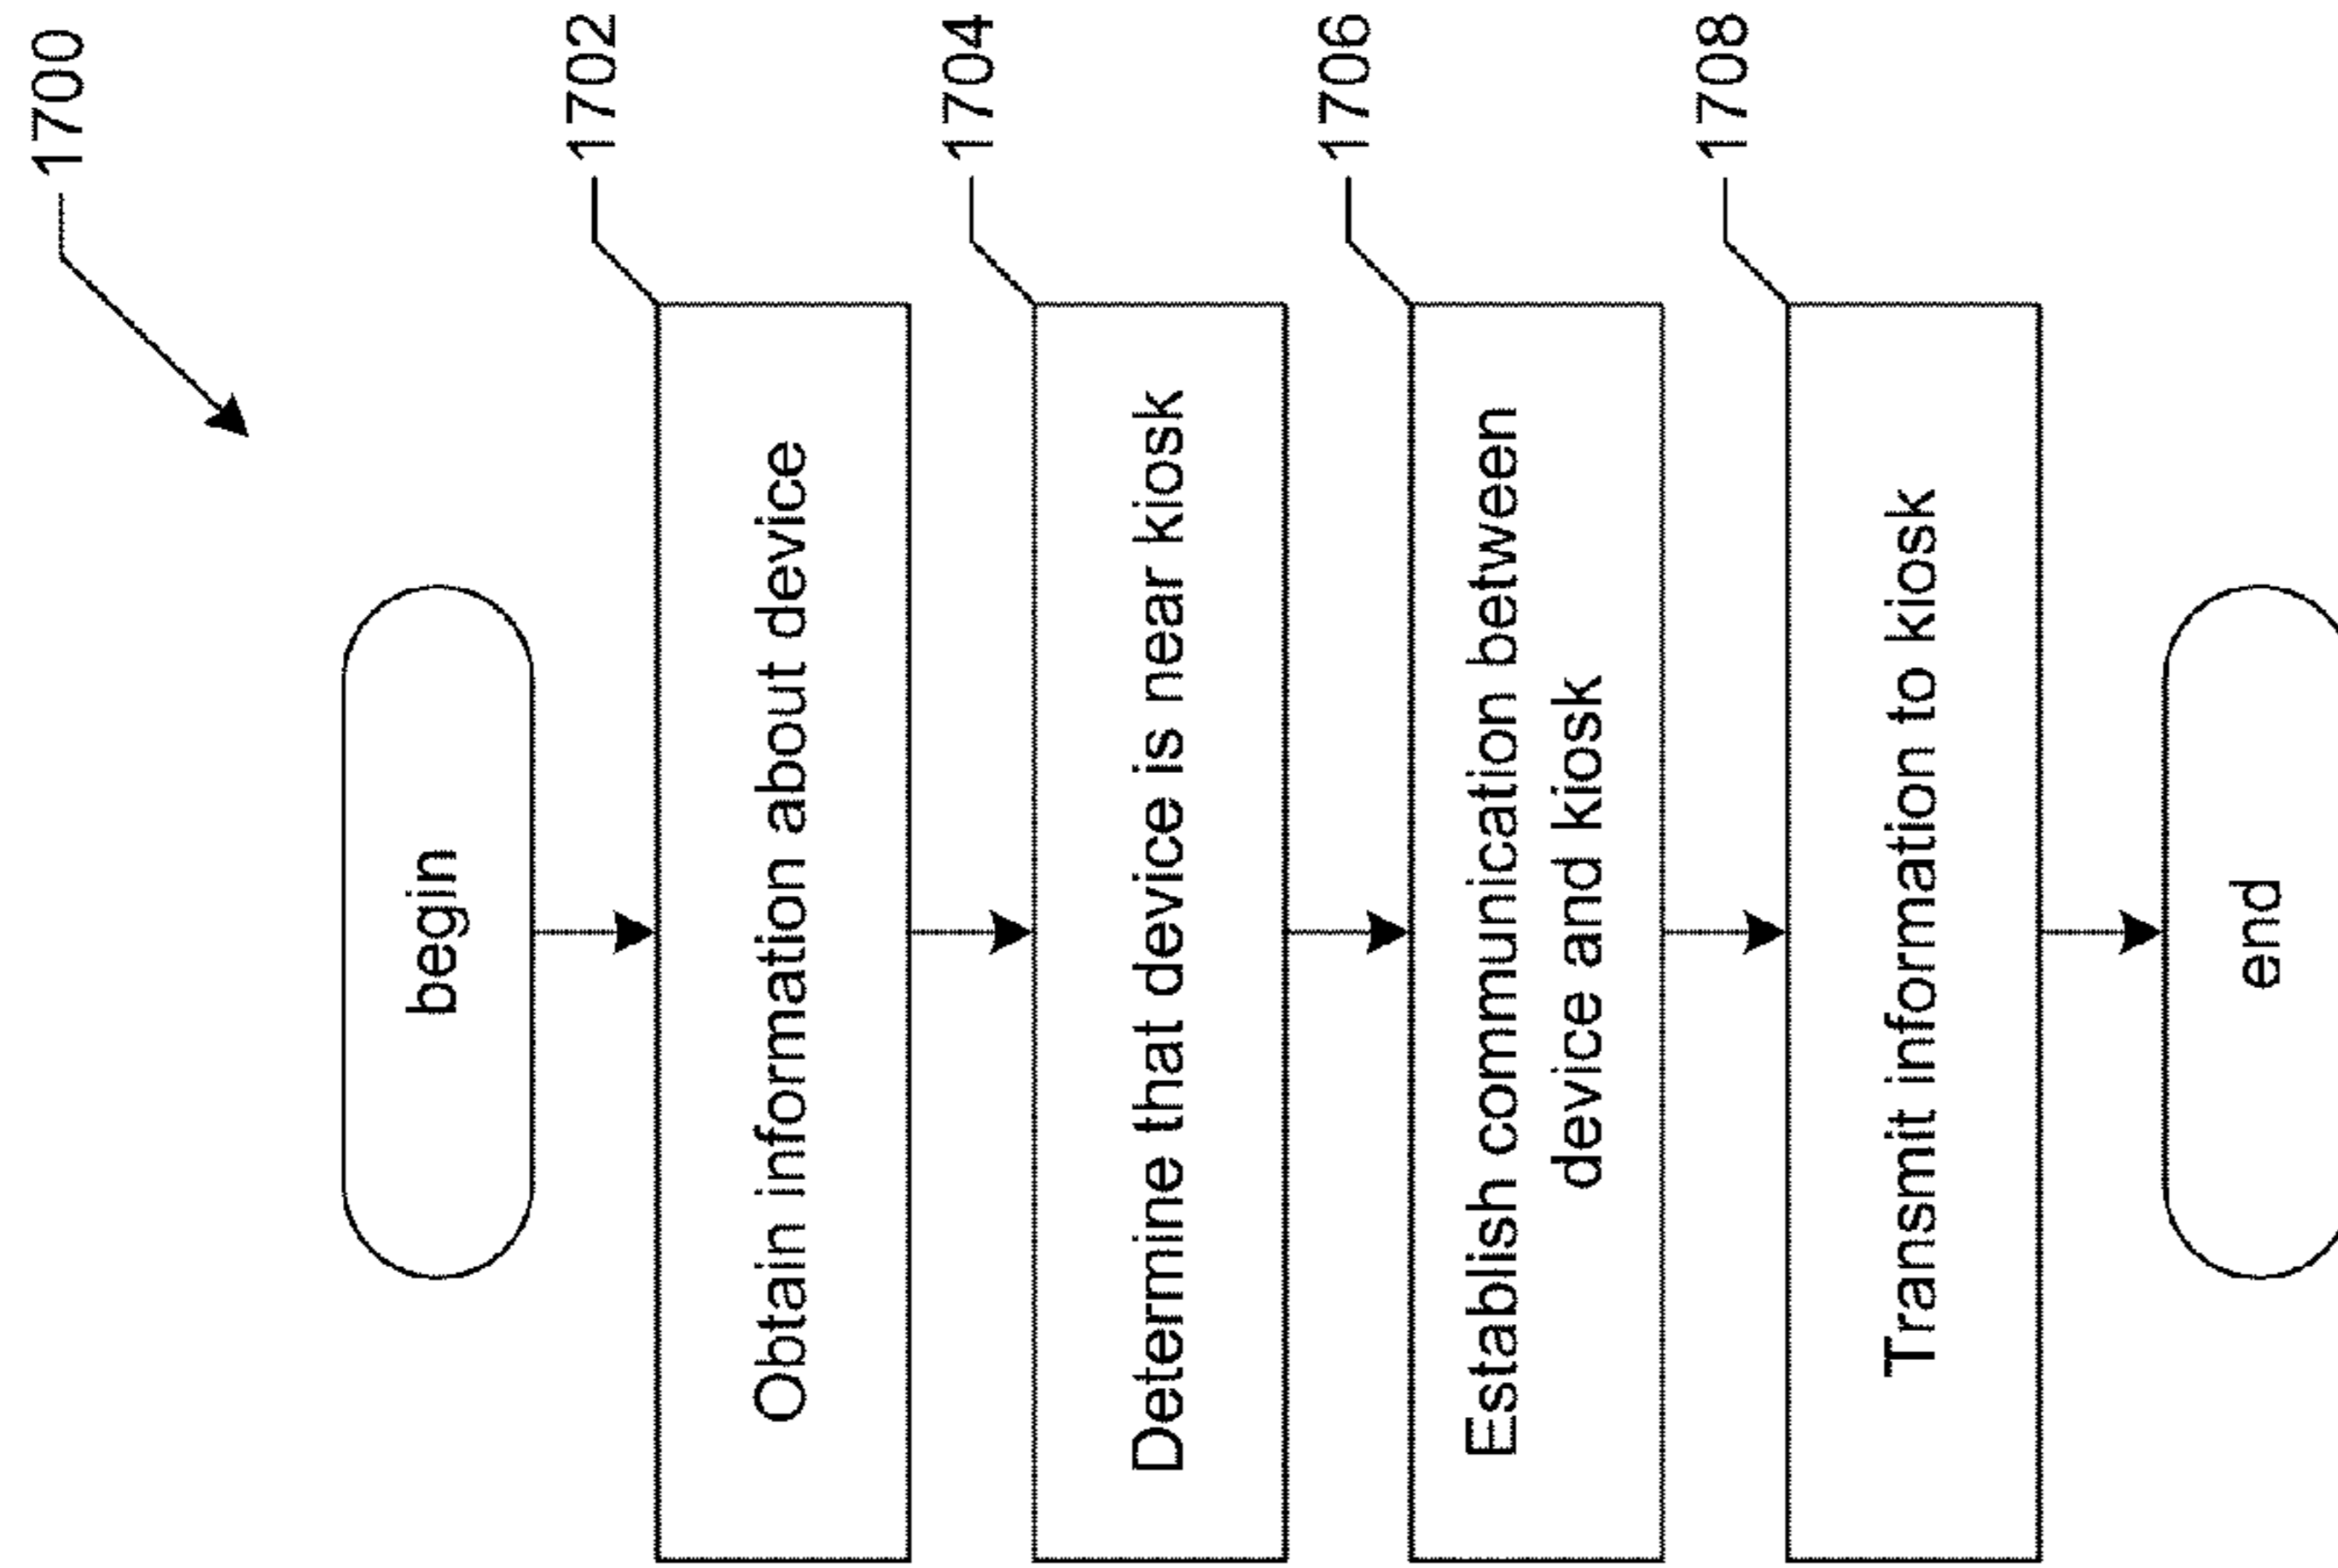 1700
begin
1702
Obtain information about device
1704
Determine that device is near kiosk
1706
Establish communication between
device and kiosk
1708
Transmit information to kiosk
end